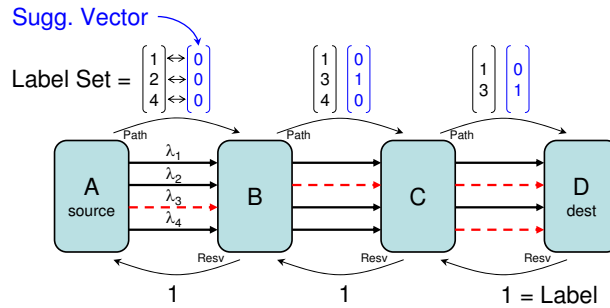 Sugg. Vector
Label Set = 1 2 4 0 0 0
1 3 4 0 1 0
1 3 0 1
Path Path Path
A source
B
C
D dest
λ1
λ2
λ3
λ4
Resv Resv Resv
1 1 1 = Label